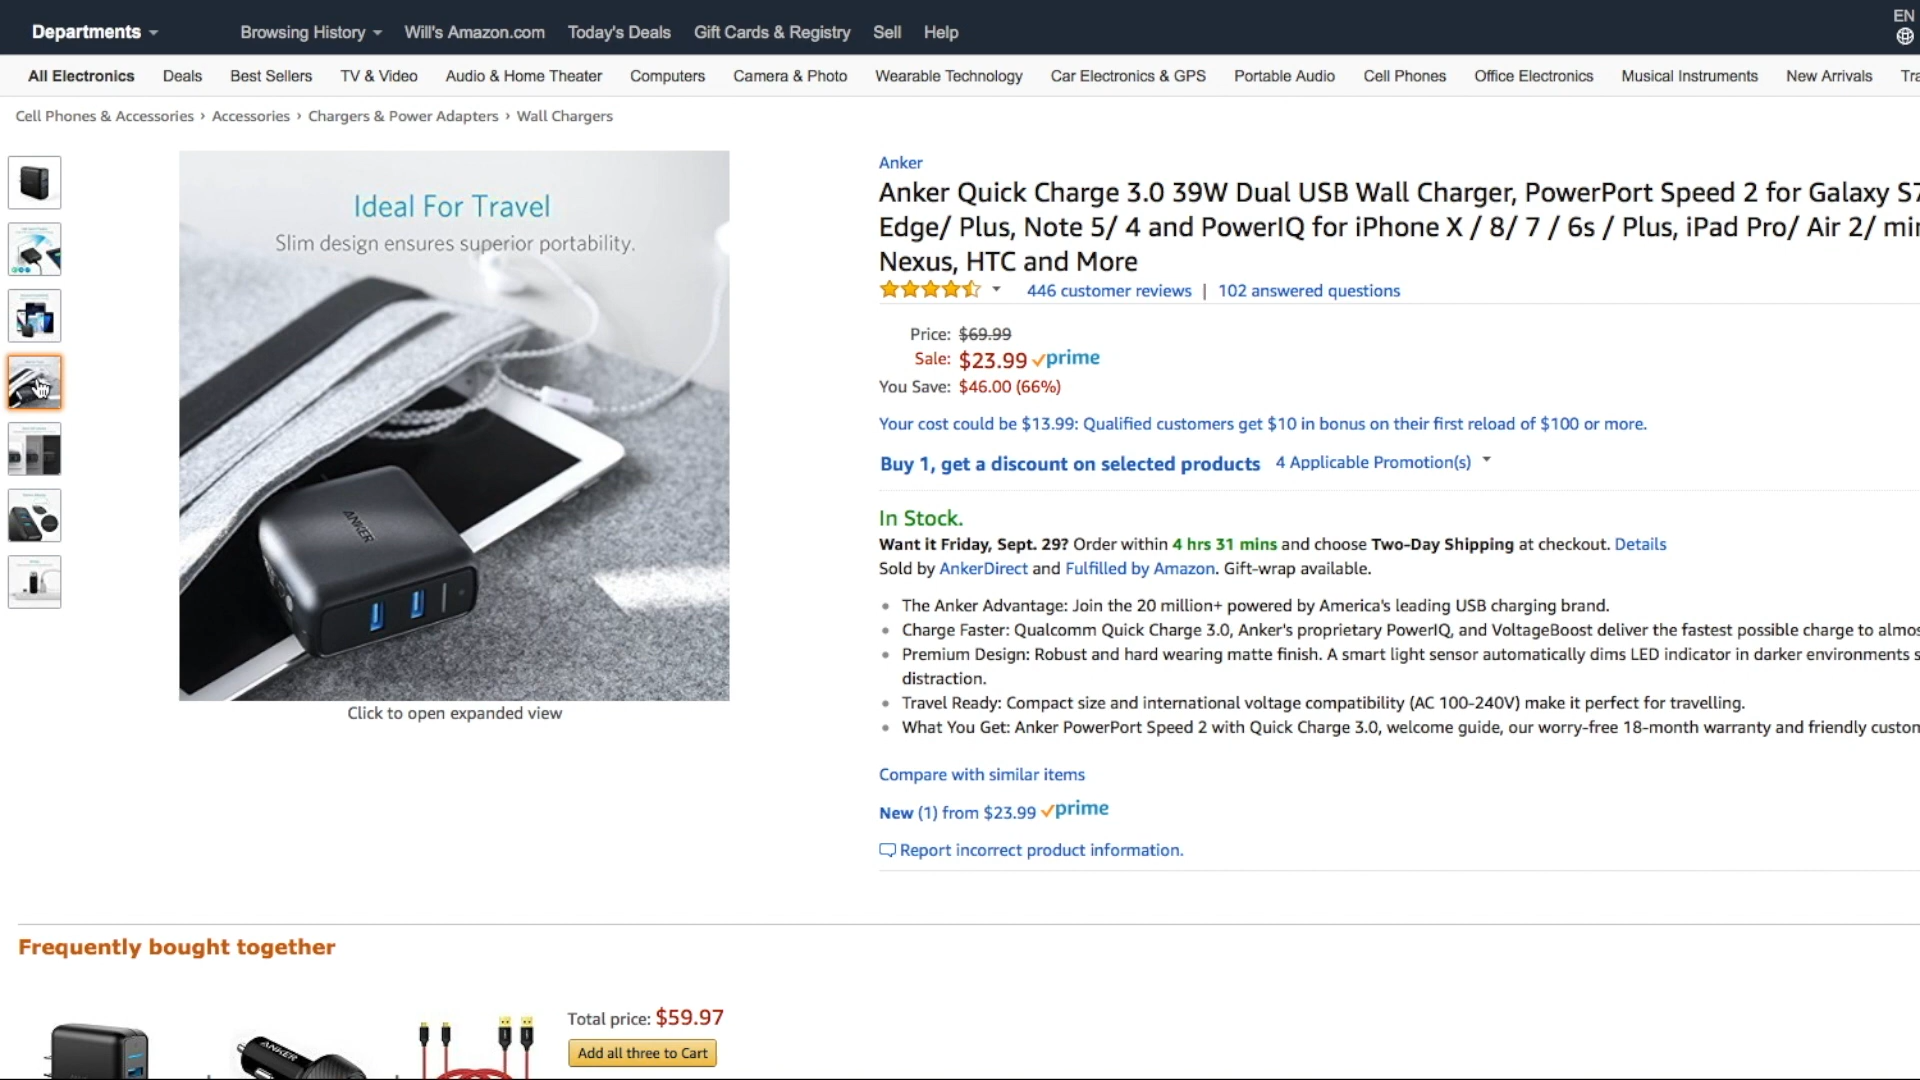 Departments
Browsing History
Will's Amazon.com
Today's Deals
Gift Cards & Registry
Sell
Help
EN
All Electronics
Deals
Best Sellers
TV & Video
Audio & Home Theater
Computers
Camera & Photo
Wearable Technology
Car Electronics & GPS
Portable Audio
Cell Phones
Office Electronics
Musical Instruments
New Arrivals
Tra
Cell Phones & Accessories › Accessories › Chargers & Power Adapters › Wall Chargers
Ideal For Travel
Slim design ensures superior portability.
ANKER
Click to open expanded view
Anker
Anker Quick Charge 3.0 39W Dual USB Wall Charger, PowerPort Speed 2 for Galaxy S7
Edge/ Plus, Note 5/ 4 and PowerIQ for iPhone X / 8/ 7 / 6s / Plus, iPad Pro/ Air 2/ min
Nexus, HTC and More
446 customer reviews | 102 answered questions
Price: $69.99
Sale: $23.99 prime
You Save: $46.00 (66%)
Your cost could be $13.99: Qualified customers get $10 in bonus on their first reload of $100 or more.
Buy 1, get a discount on selected products 4 Applicable Promotion(s)
In Stock.
Want it Friday, Sept. 29? Order within 4 hrs 31 mins and choose Two-Day Shipping at checkout. Details
Sold by AnkerDirect and Fulfilled by Amazon. Gift-wrap available.
The Anker Advantage: Join the 20 million+ powered by America's leading USB charging brand.
Charge Faster: Qualcomm Quick Charge 3.0, Anker's proprietary PowerIQ, and VoltageBoost deliver the fastest possible charge to almos
Premium Design: Robust and hard wearing matte finish. A smart light sensor automatically dims LED indicator in darker environments s
distraction.
Travel Ready: Compact size and international voltage compatibility (AC 100-240V) make it perfect for travelling.
What You Get: Anker PowerPort Speed 2 with Quick Charge 3.0, welcome guide, our worry-free 18-month warranty and friendly custon
Compare with similar items
New (1) from $23.99 prime
Report incorrect product information.
Frequently bought together
ANKER
Total price: $59.97
Add all three to Cart